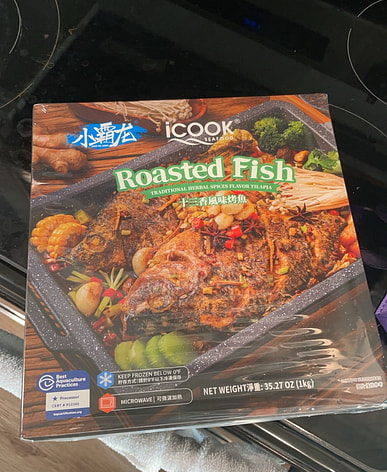 小霸龙
iCOOK®
SEAFOOD
Roasted Fish
TRADITIONAL HERBAL SPICES FLAVOR TILAPIA
十三香風味烤魚
Best
Aquaculture
Practices
Processor
KEEP FROZEN BELOW 0°F
MICROWAVE
NET WEIGHT淨重: 35.27 OZ (1kg)